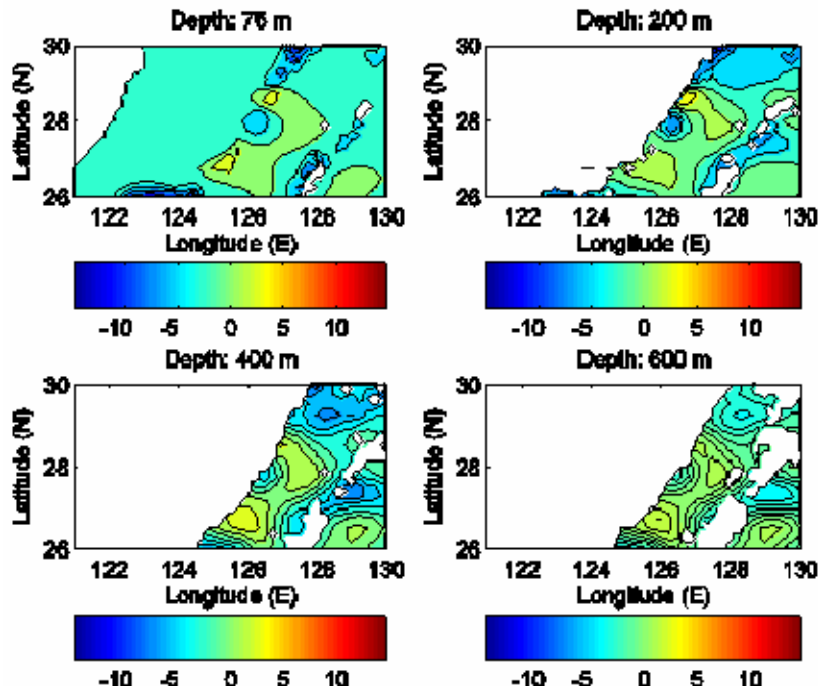 Depth: 75 m
Depth: 200 m
30
28
26
Latitude (N)
122 124 126 128 130
Longitude (E)
30
28
26
Latitude (N)
122 124 126 128 130
Longitude (E)
-10 -5 0 5 10
-10 -5 0 5 10
Depth: 400 m
Depth: 600 m
30
28
26
Latitude (N)
122 124 126 128 130
Longitude (E)
30
28
26
Latitude (N)
122 124 126 128 130
Longitude (E)
-10 -5 0 5 10
-10 -5 0 5 10